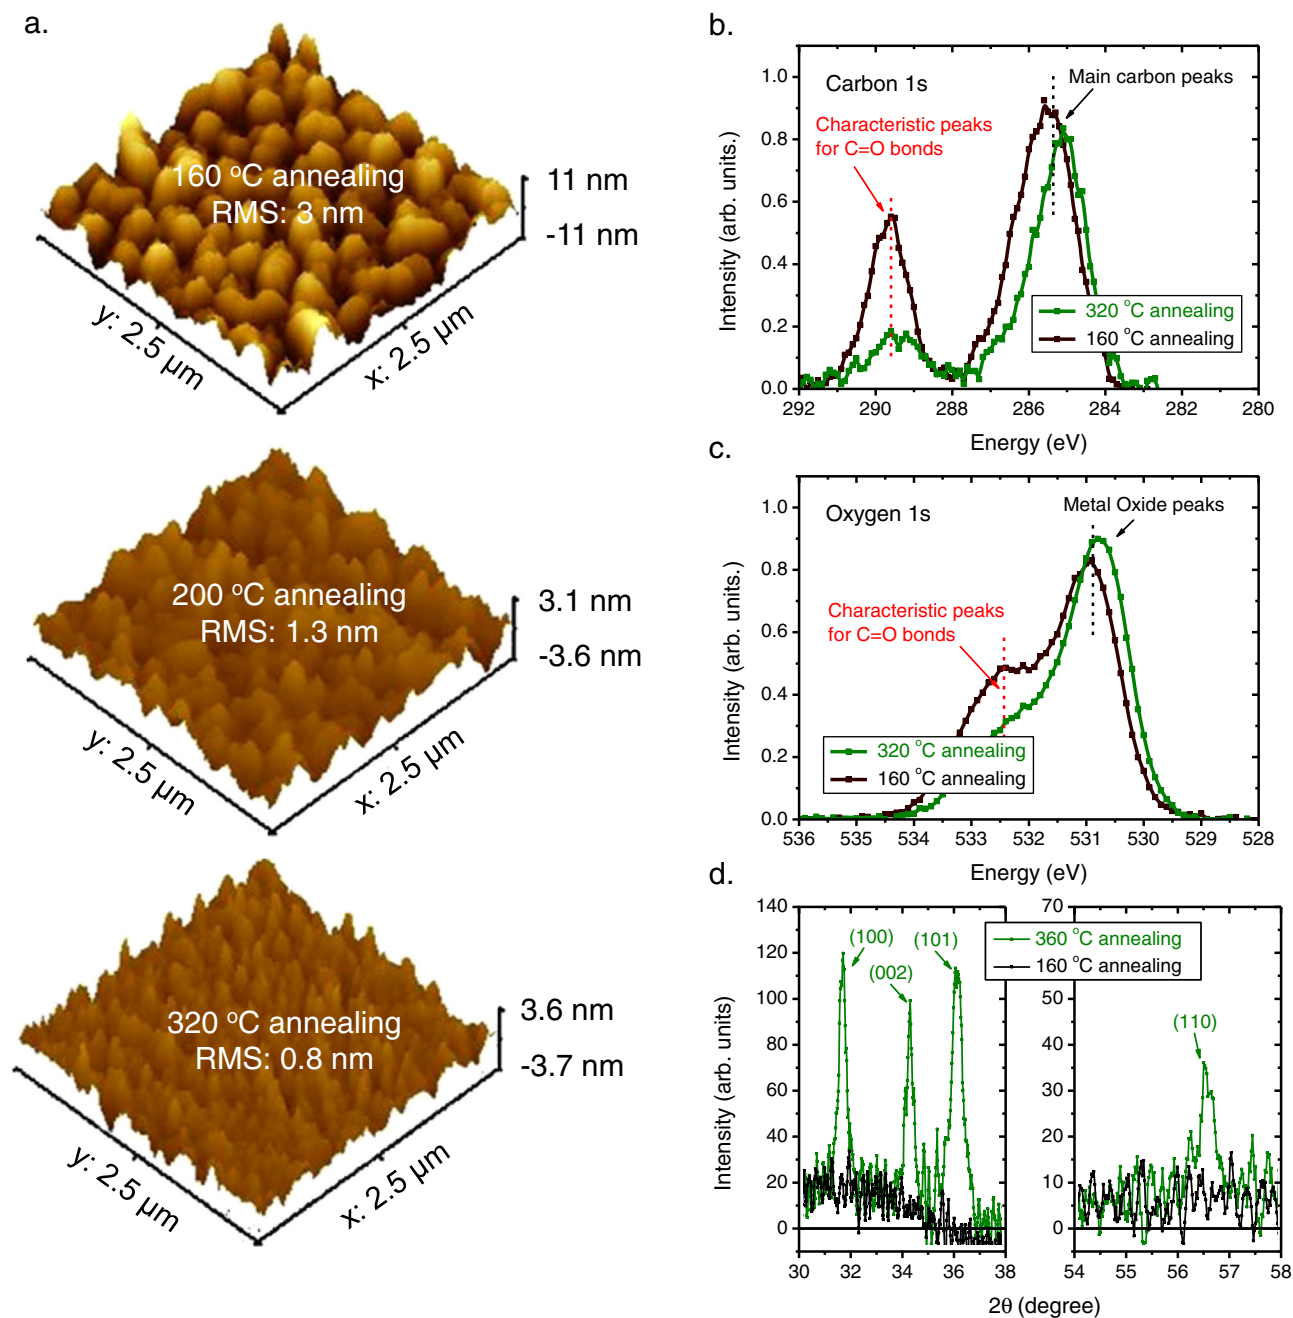 a.
160 °C annealing
RMS: 3 nm
11 nm
-11 nm
y: 2.5 µm
x: 2.5 µm
200 °C annealing
RMS: 1.3 nm
3.1 nm
-3.6 nm
y: 2.5 µm
x: 2.5 µm
320 °C annealing
RMS: 0.8 nm
3.6 nm
-3.7 nm
y: 2.5 µm
x: 2.5 µm
b.
Carbon 1s
Main carbon peaks
Characteristic peaks
for C=O bonds
320 °C annealing
160 °C annealing
Intensity (arb. units.)
1.0
0.8
0.6
0.4
0.2
0.0
292 290 288 286 284 282 280
Energy (eV)
c.
Oxygen 1s
Metal Oxide peaks
Characteristic peaks
for C=O bonds
320 °C annealing
160 °C annealing
Intensity (arb. units.)
1.0
0.8
0.6
0.4
0.2
0.0
536 535 534 533 532 531 530 529 528
Energy (eV)
d.
Intensity (arb. units)
140
120
100
80
60
40
20
0
(100)
(002)
(101)
30 32 34 36 38
360 °C annealing
160 °C annealing
70
50
40
30
20
10
0
(110)
54 55 56 57 58
2θ (degree)